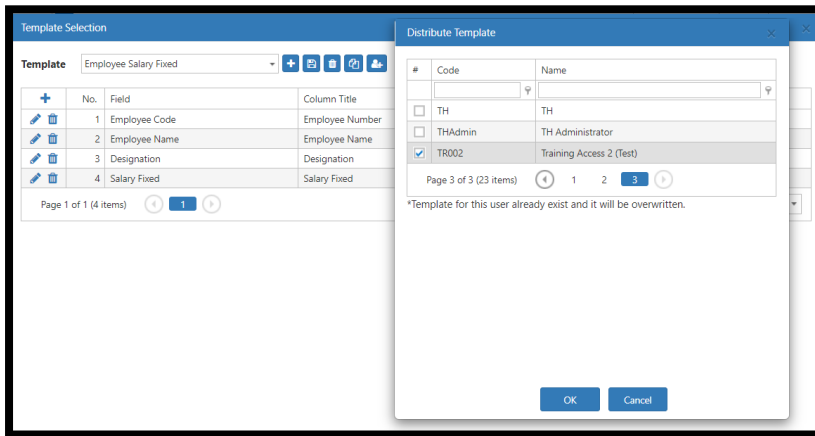 Template Selection
Template Employee Salary Fixed
No. Field Column Title
1 Employee Code Employee Number
2 Employee Name Employee Name
3 Designation Designation
4 Salary Fixed Salary Fixed
Page 1 of 1 (4 items) 1
Distribute Template
# Code Name
TH TH
THAdmin TH Administrator
TR002 Training Access 2 (Test)
Page 3 of 3 (23 items) 1 2 3
*Template for this user already exist and it will be overwritten.
OK Cancel